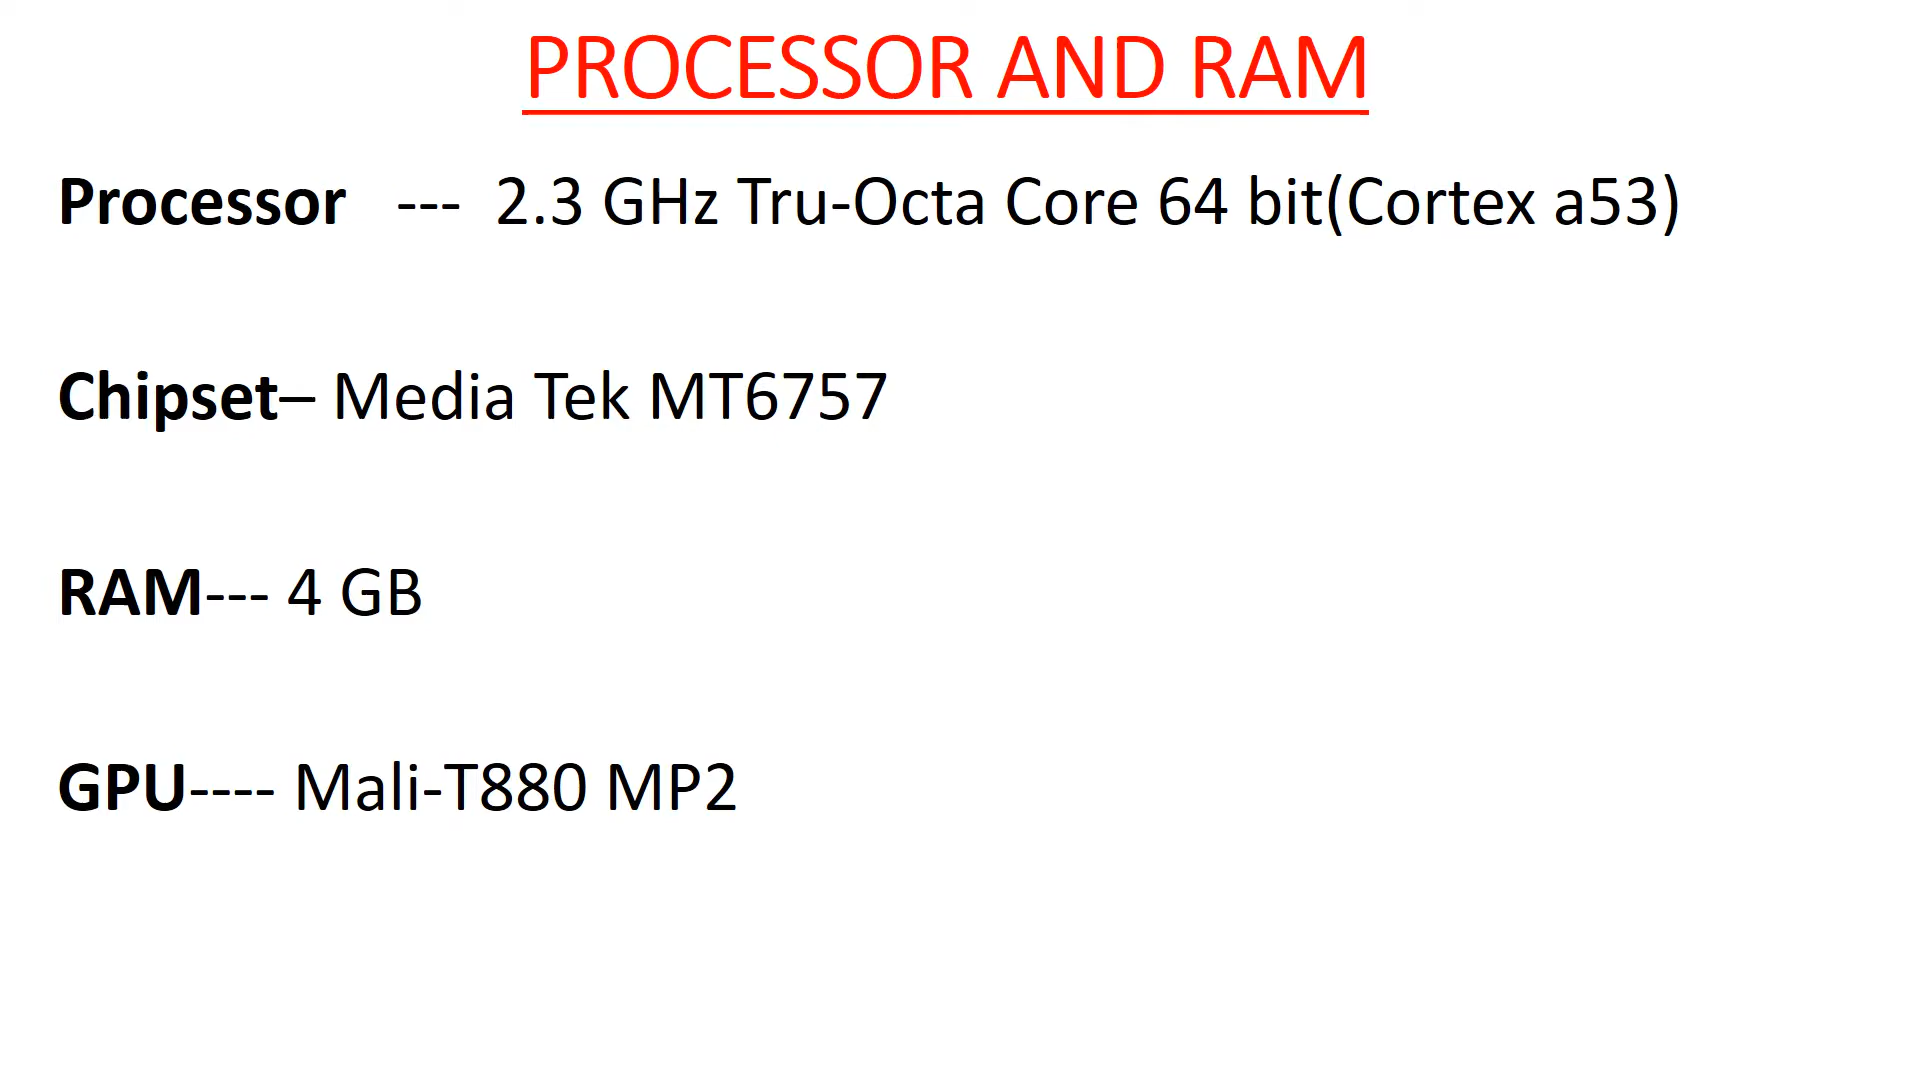 PROCESSOR AND RAM
Processor --- 2.3 GHz Tru-Octa Core 64 bit(Cortex a53)
Chipset– Media Tek MT6757
RAM--- 4 GB
GPU---- Mali-T880 MP2